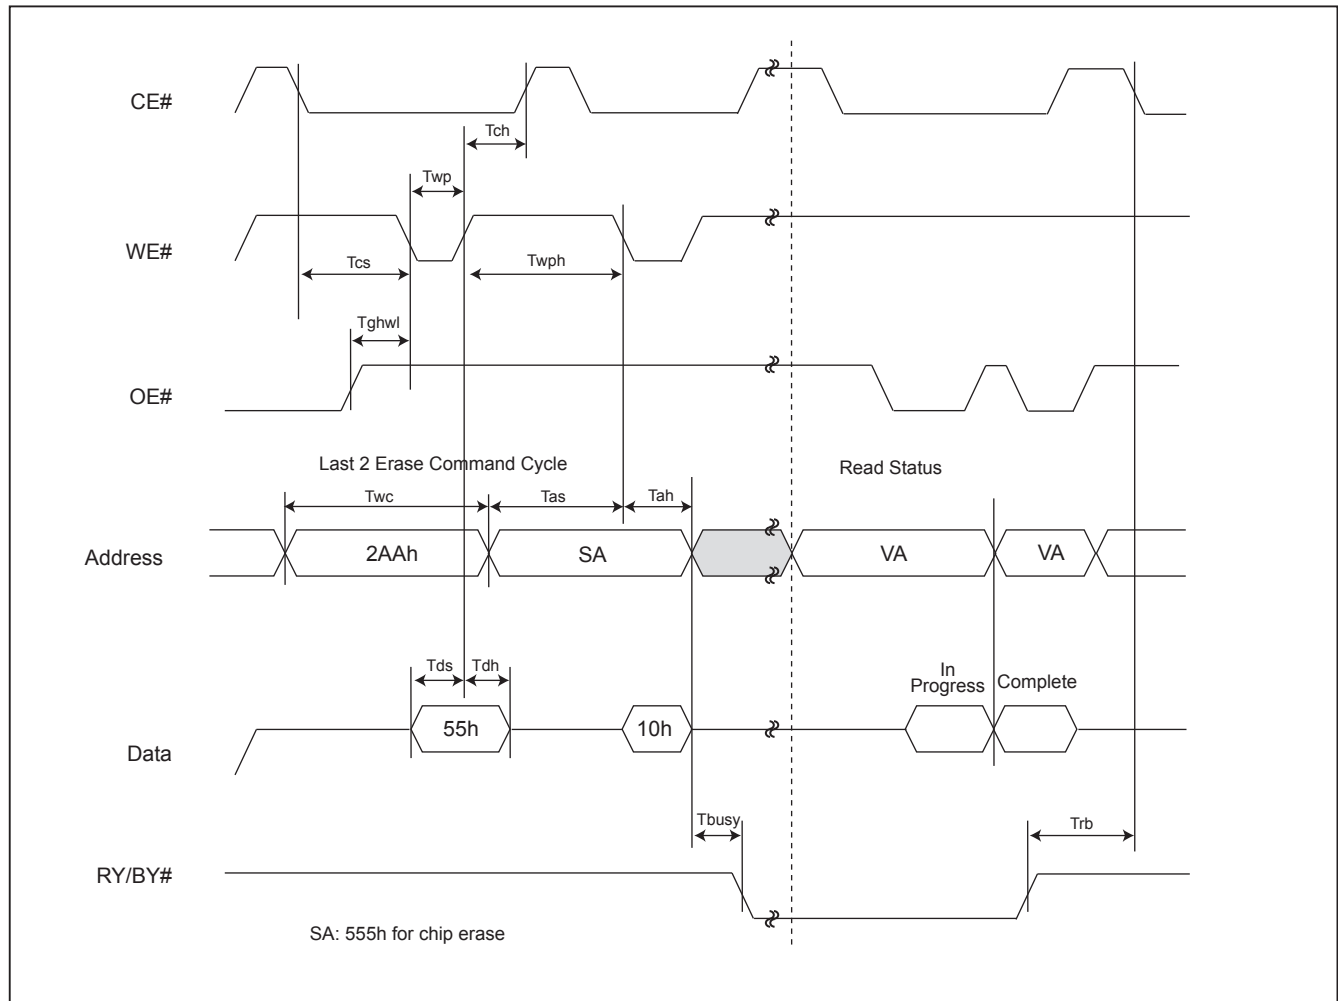 CE#
Tch
Twp
WE#
Tcs
Twph
Tghwl
OE#
Last 2 Erase Command Cycle
Read Status
Twc
Tas
Tah
Address
2AAh
SA
VA
VA
Tds
Tdh
In
Progress
Complete
55h
10h
Data
Tbusy
Trb
RY/BY#
SA: 555h for chip erase